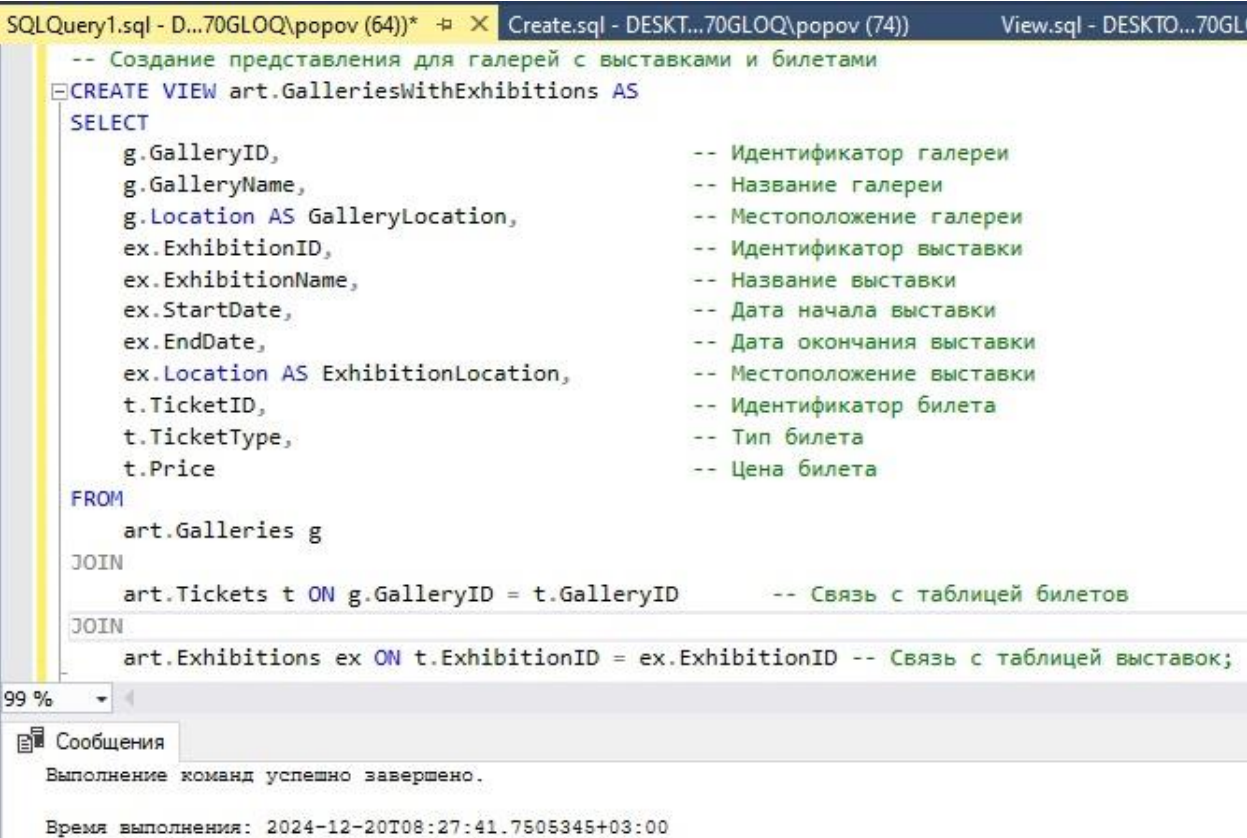 SQLQuery1.sql - D...70GLOQ\popov (64))* Create.sql - DESKT...70GLOQ\popov (74)) View.sql - DESKTO...70GL
-- Создание представления для галерей с выставками и билетами
CREATE VIEW art.GalleriesWithExhibitions AS
SELECT
g.GalleryID, -- Идентификатор галереи
g.GalleryName, -- Название галереи
g.Location AS GalleryLocation, -- Местоположение галереи
ex.ExhibitionID, -- Идентификатор выставки
ex.ExhibitionName, -- Название выставки
ex.StartDate, -- Дата начала выставки
ex.EndDate, -- Дата окончания выставки
ex.Location AS ExhibitionLocation, -- Местоположение выставки
t.TicketID, -- Идентификатор билета
t.TicketType, -- Тип билета
t.Price -- Цена билета
FROM
art.Galleries g
JOIN
art.Tickets t ON g.GalleryID = t.GalleryID -- Связь с таблицей билетов
JOIN
art.Exhibitions ex ON t.ExhibitionID = ex.ExhibitionID -- Связь с таблицей выставок;
99 %
Сообщения
Выполнение команд успешно завершено.
Время выполнения: 2024-12-20T08:27:41.7505345+03:00